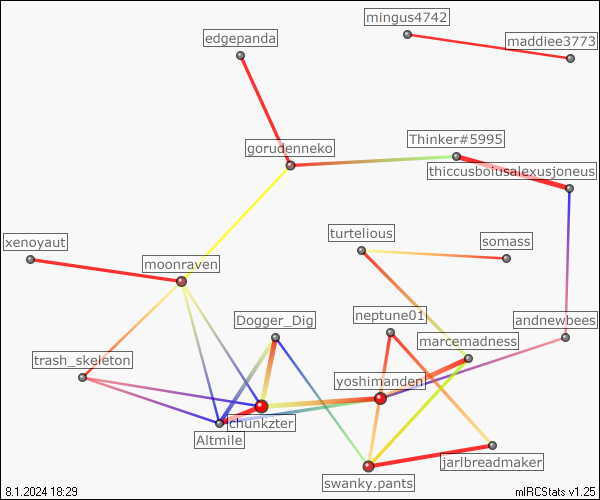 mingus4742
edgepanda
maddiee3773
Thinker#5995
gorudenneko
thiccusboiusalexusjoneus
turtelious
somass
xenoyaut
moonraven
Dogger_Dig
neptune01
andnewbees
marcemadness
trash_skeleton
yoshimanden
chunkzter
Altmile
jarlbreadmaker
swanky.pants
8.1.2024 18:29
mIRCStats v1.25